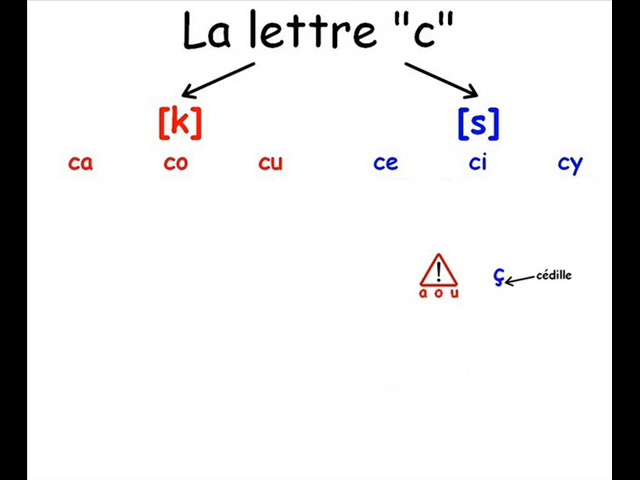 La lettre "c"
[k] [s]
ca co cu ce ci cy
! ç cédille
a o u